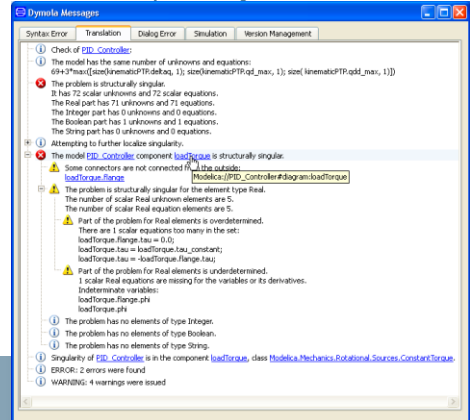 Dymola Messages
Syntax Error Translation Dialog Error Simulation Version Management
Check of PID_Controller:
The model has the same number of unknowns and equations:
69+3*max([size(kinematicPTP.deltaq, 1); size(kinematicPTP.qd_max, 1); size( kinematicPTP.qdd_max, 1)])
The problem is structurally singular.
It has 72 scalar unknowns and 72 scalar equations.
The Real part has 71 unknowns and 71 equations.
The Integer part has 0 unknowns and 0 equations.
The Boolean part has 1 unknowns and 1 equations.
The String part has 0 unknowns and 0 equations.
Attempting to further localize singularity.
The model PID_Controller component loadTorque is structurally singular.
Some connectors are not connected from the outside:
loadTorque.flange
Modelica://PID_Controller#diagram:loadTorque
The problem is structurally singular for the element type Real.
The number of scalar Real unknown elements are 5.
The number of scalar Real equation elements are 5.
Part of the problem for Real elements is overdetermined.
There are 1 scalar equations too many in the set:
loadTorque.flange.tau = 0.0;
loadTorque.tau = loadTorque.tau_constant;
loadTorque.tau = -loadTorque.flange.tau;
Part of the problem for Real elements is underdetermined.
1 scalar Real equations are missing for the variables or its derivatives.
Indeterminate variables:
loadTorque.flange.phi
loadTorque.phi
The problem has no elements of type Integer.
The problem has no elements of type Boolean.
The problem has no elements of type String.
Singularity of PID_Controller is in the component loadTorque, class Modelica.Mechanics.Rotational.Sources.ConstantTorque.
ERROR: 2 errors were found
WARNING: 4 warnings were issued